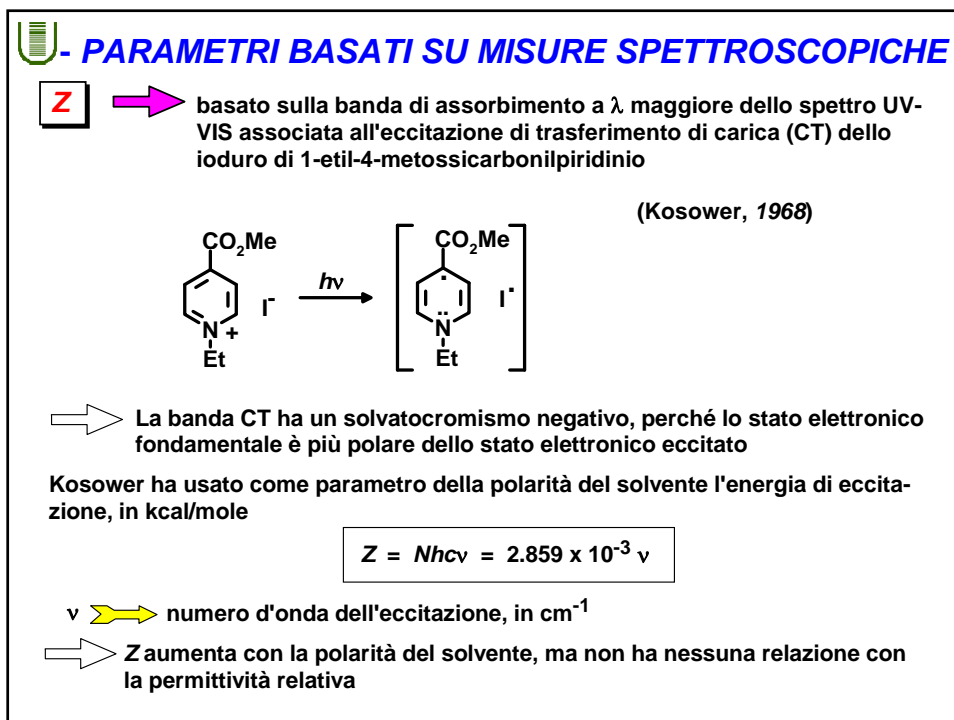 - PARAMETRI BASATI SU MISURE SPETTROSCOPICHE
Z
basato sulla banda di assorbimento a λ maggiore dello spettro UV-
VIS associata all'eccitazione di trasferimento di carica (CT) dello
ioduro di 1-etil-4-metossicarbonilpiridinio
(Kosower, 1968)
CO2Me
N +
Et
I-
hν
CO2Me
N
Et
I·
La banda CT ha un solvatocromismo negativo, perché lo stato elettronico
fondamentale è più polare dello stato elettronico eccitato
Kosower ha usato come parametro della polarità del solvente l'energia di eccita-
zione, in kcal/mole
Z = Nhcν = 2.859 x 10-3 ν
ν numero d'onda dell'eccitazione, in cm-1
Z aumenta con la polarità del solvente, ma non ha nessuna relazione con
la permittività relativa